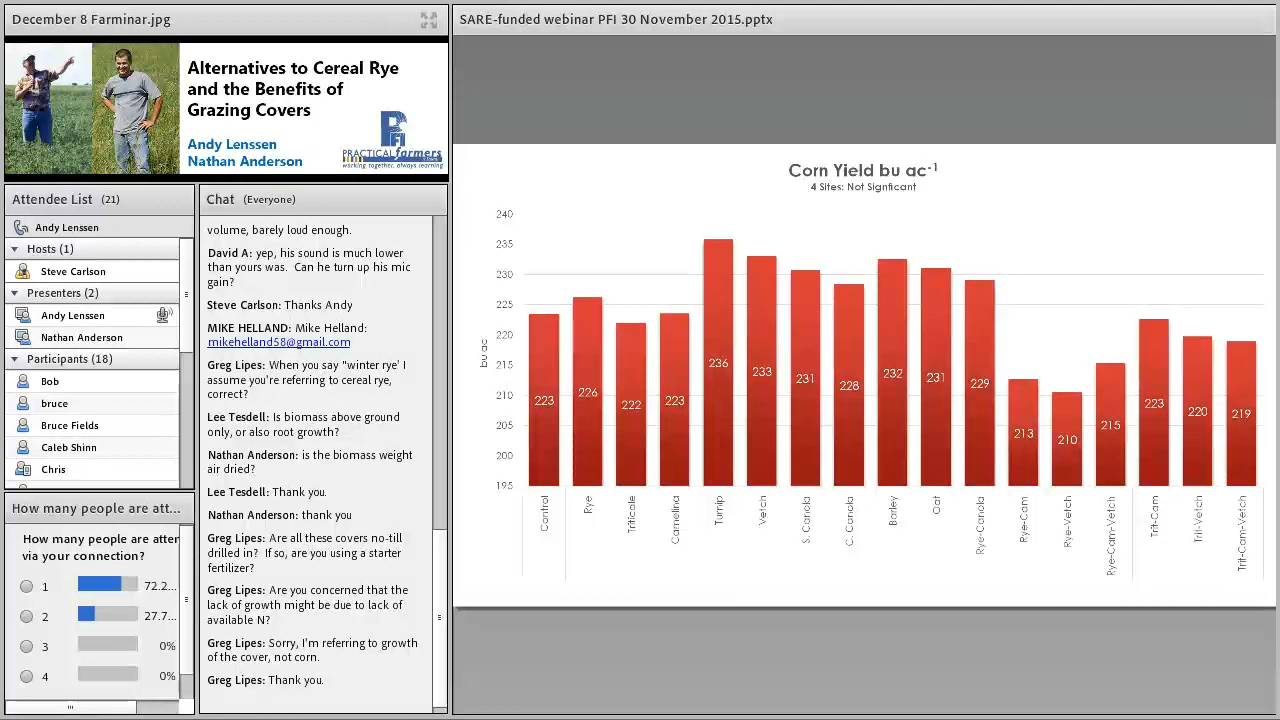 December 8 Farminar.jpg
Alternatives to Cereal Rye
and the Benefits of
Grazing Covers
Andy Lenssen
Nathan Anderson
PRACTICAL farmers
working together, always learning
Attendee List (21)
Andy Lenssen
Hosts (1)
Steve Carlson
Presenters (2)
Andy Lenssen
Nathan Anderson
Participants (18)
Bob
bruce
Bruce Fields
Caleb Shinn
Chris
How many people are att...
How many people are atter
via your connection?
1 72.2...
2 27.7...
3 0%
4 0%
Chat (Everyone)
volume, barely loud enough.
David A: yep, his sound is much lower
than yours was. Can he turn up his mic
gain?
Steve Carlson: Thanks Andy
MIKE HELLAND: Mike Helland:
mikehelland58@gmail.com
Greg Lipes: When you say "winter rye' I
assume you're referring to cereal rye,
correct?
Lee Tesdell: Is biomass above ground
only, or also root growth?
Nathan Anderson: is the biomass weight
air dried?
Lee Tesdell: Thank you.
Nathan Anderson: thank you
Greg Lipes: Are all these covers no-till
drilled in? If so, are you using a starter
fertilizer?
Greg Lipes: Are you concerned that the
lack of growth might be due to lack of
available N?
Greg Lipes: Sorry, I'm referring to growth
of the cover, not corn.
Greg Lipes: Thank you.
SARE-funded webinar PFI 30 November 2015.pptx
Corn Yield bu ac-1
4 Sites: Not Signficant
bu ac
240
235
230
225
220
215
210
205
200
195
223
226
222
223
236
233
231
228
232
231
229
213
210
215
223
220
219
Control
Rye
Triticale
Camelina
Turnip
Vetch
S. Canola
C. Canola
Barley
Oat
Rye-Canola
Rye-Cam
Rye-Vetch
Rye-Cam-Vetch
Trit-Cam
Trit-Vetch
Trit-Cam-Vetch